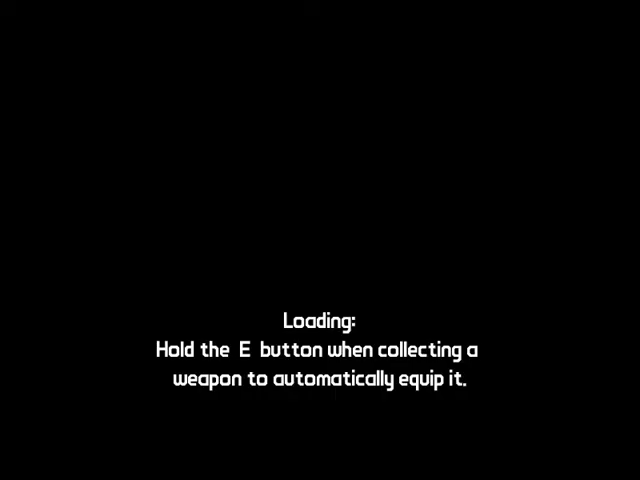 Loading:
Hold the E button when collecting a
weapon to automatically equip it.